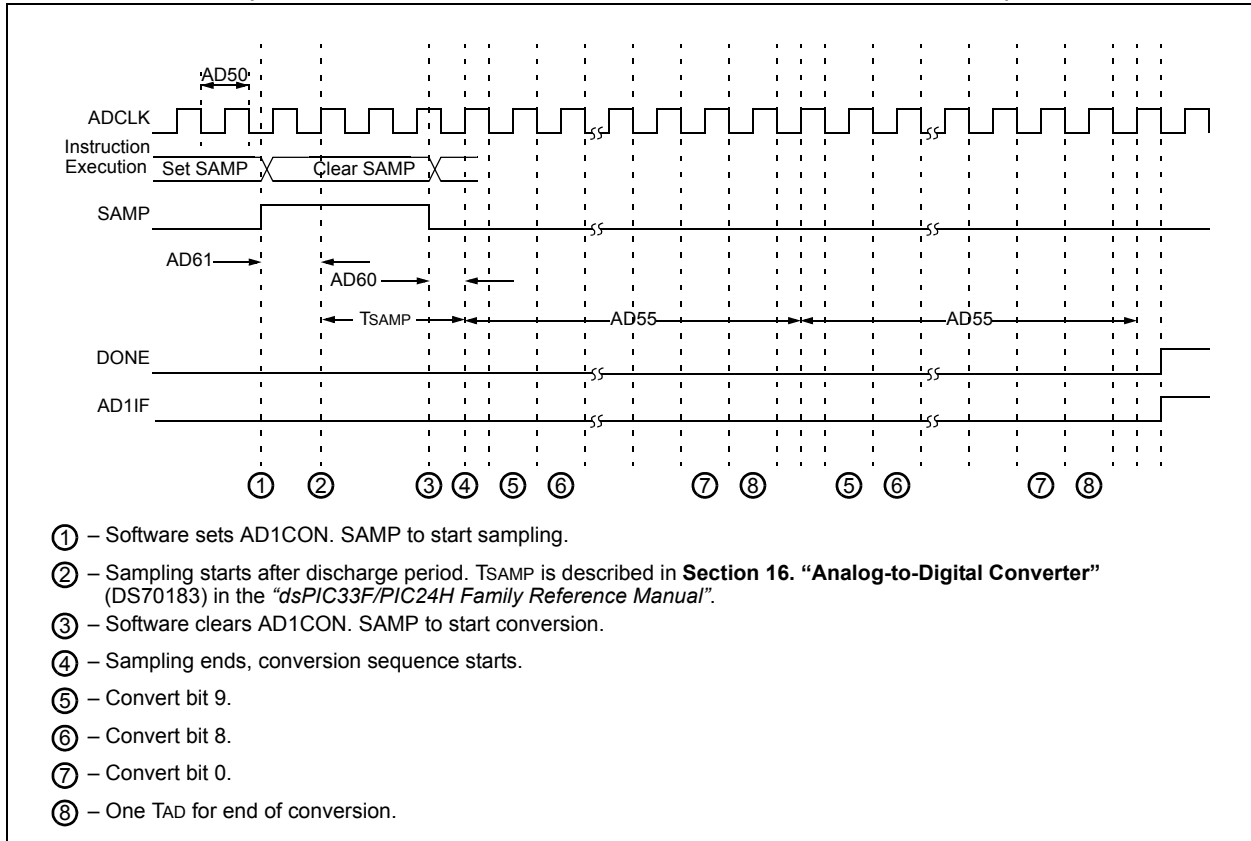 AD50
ADCLK
Instruction
Execution Set SAMP Clear SAMP
SAMP
AD61
AD60
TSAMP AD55 AD55
DONE
AD1IF
1 2 3 4 5 6 7 8 5 6 7 8
1 – Software sets AD1CON. SAMP to start sampling.
2 – Sampling starts after discharge period. TSAMP is described in Section 16. “Analog-to-Digital Converter”
(DS70183) in the “dsPIC33F/PIC24H Family Reference Manual”.
3 – Software clears AD1CON. SAMP to start conversion.
4 – Sampling ends, conversion sequence starts.
5 – Convert bit 9.
6 – Convert bit 8.
7 – Convert bit 0.
8 – One TAD for end of conversion.